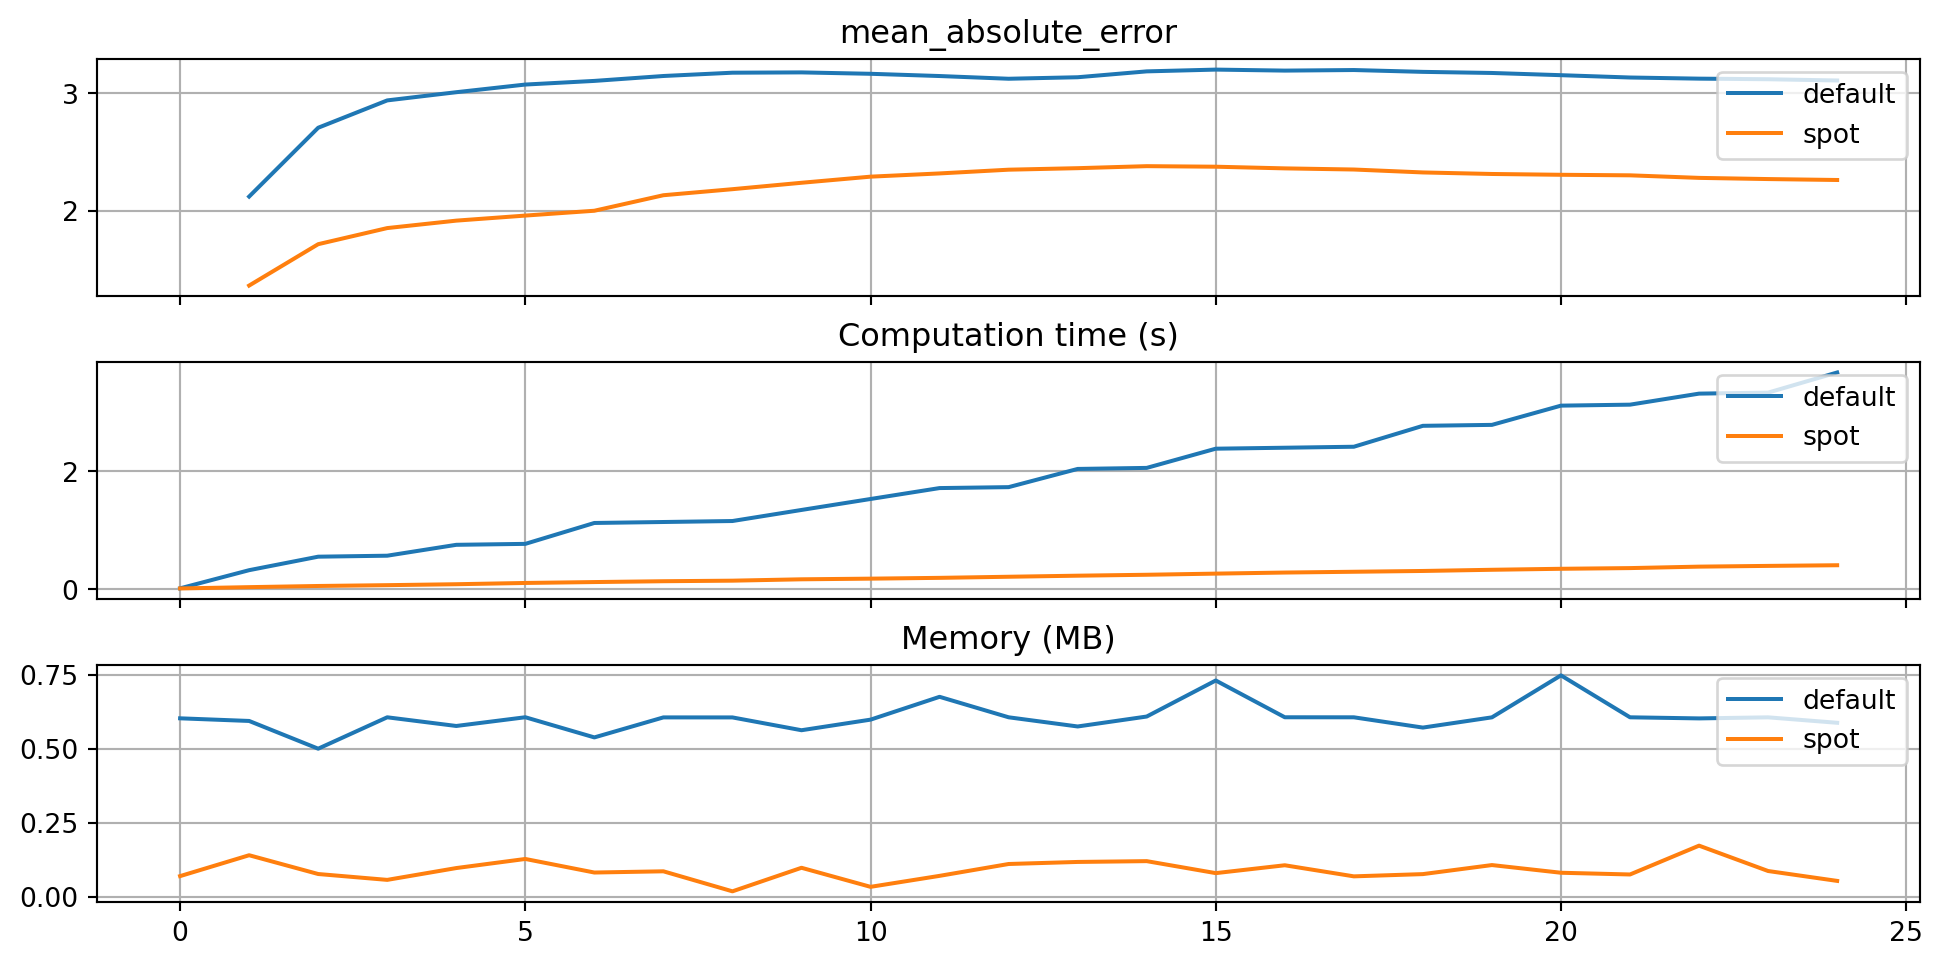 mean_absolute_error
3
2
default
spot
Computation time (s)
2
0
default
spot
Memory (MB)
0.75
0.50
0.25
0.00
default
spot
0 5 10 15 20 25